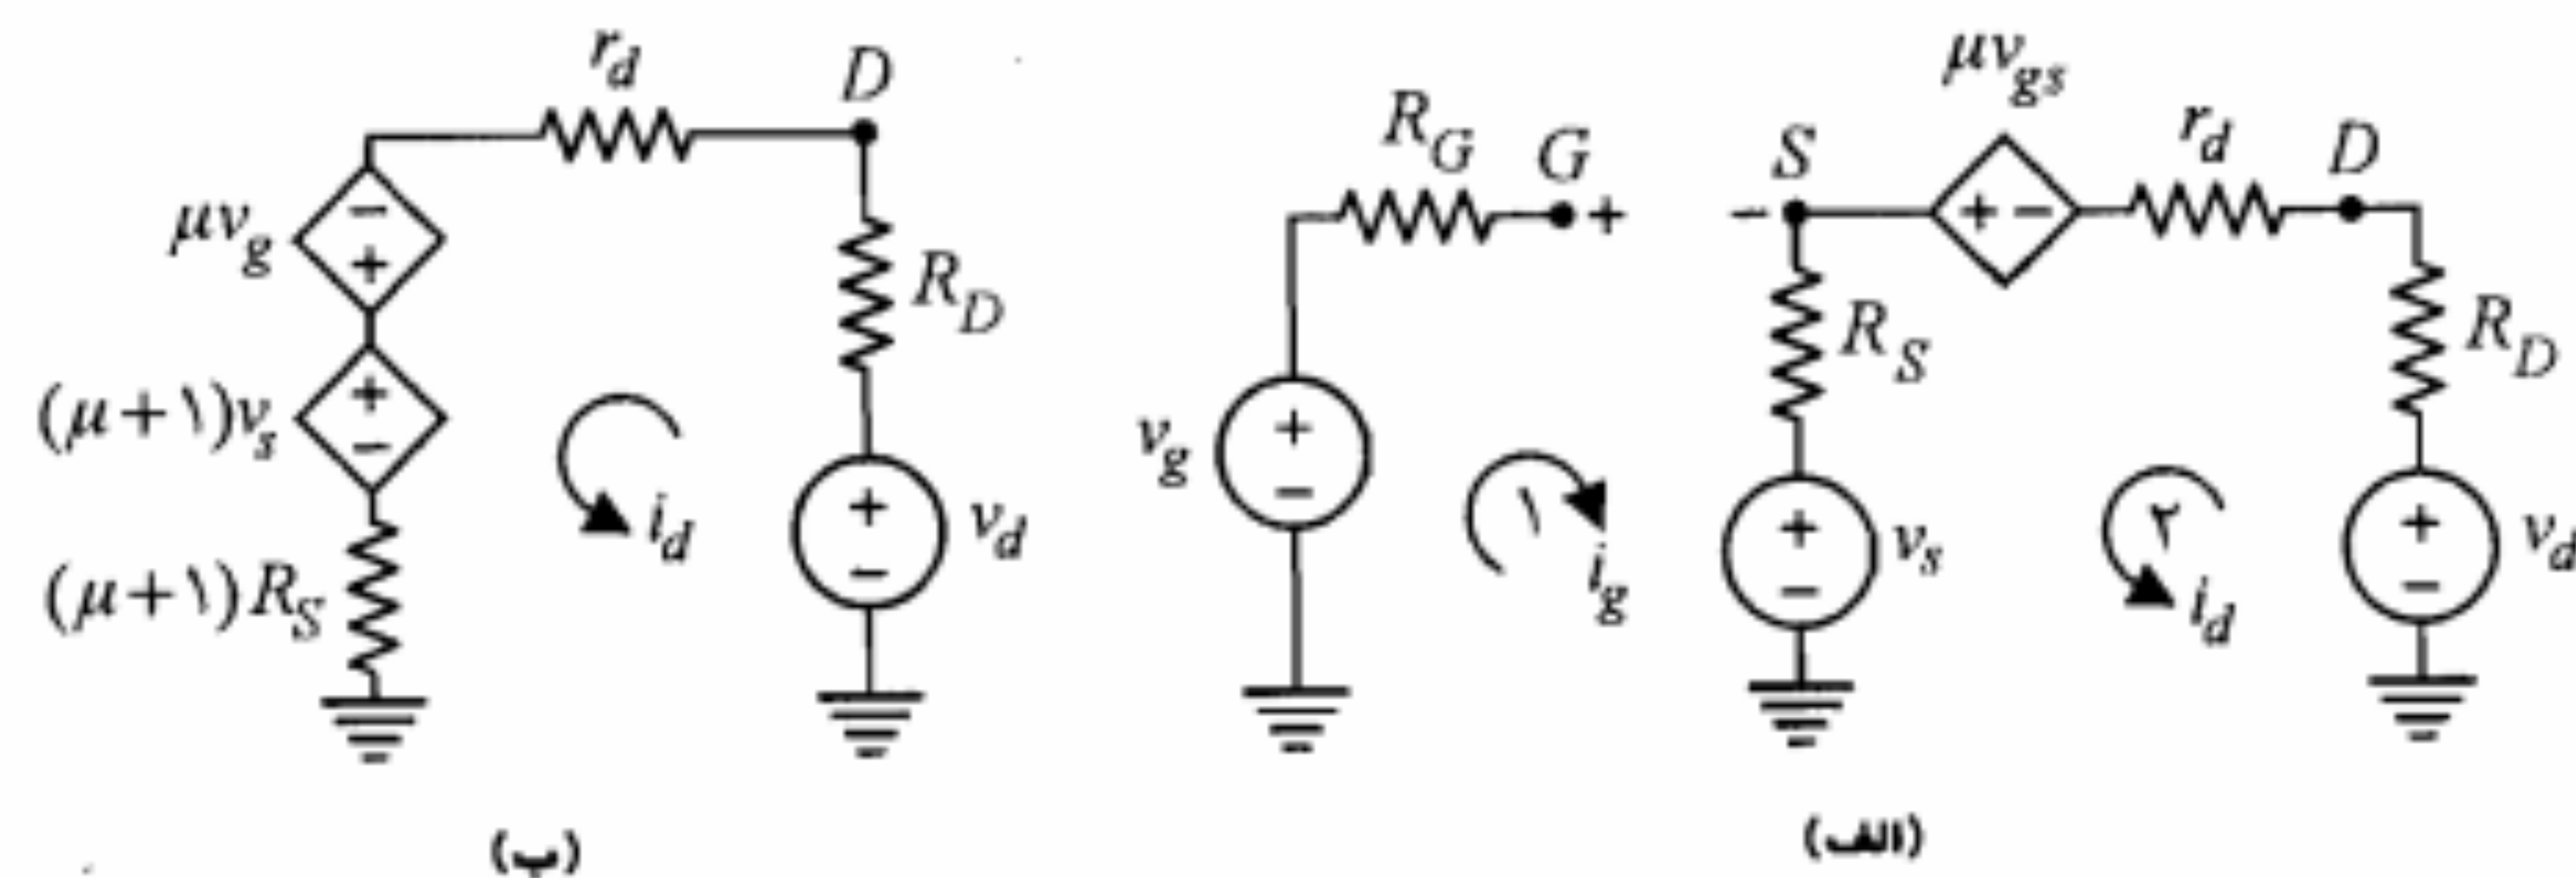 r_d
D
μv_g
R_D
(μ+۱)v_s
(μ+۱)R_S
i_d
v_d
(ب)
μv_gs
R_G
G
S
r_d
D
+
−
+ −
R_S
R_D
v_g
۱
i_g
v_s
۲
i_d
v_d
(الف)